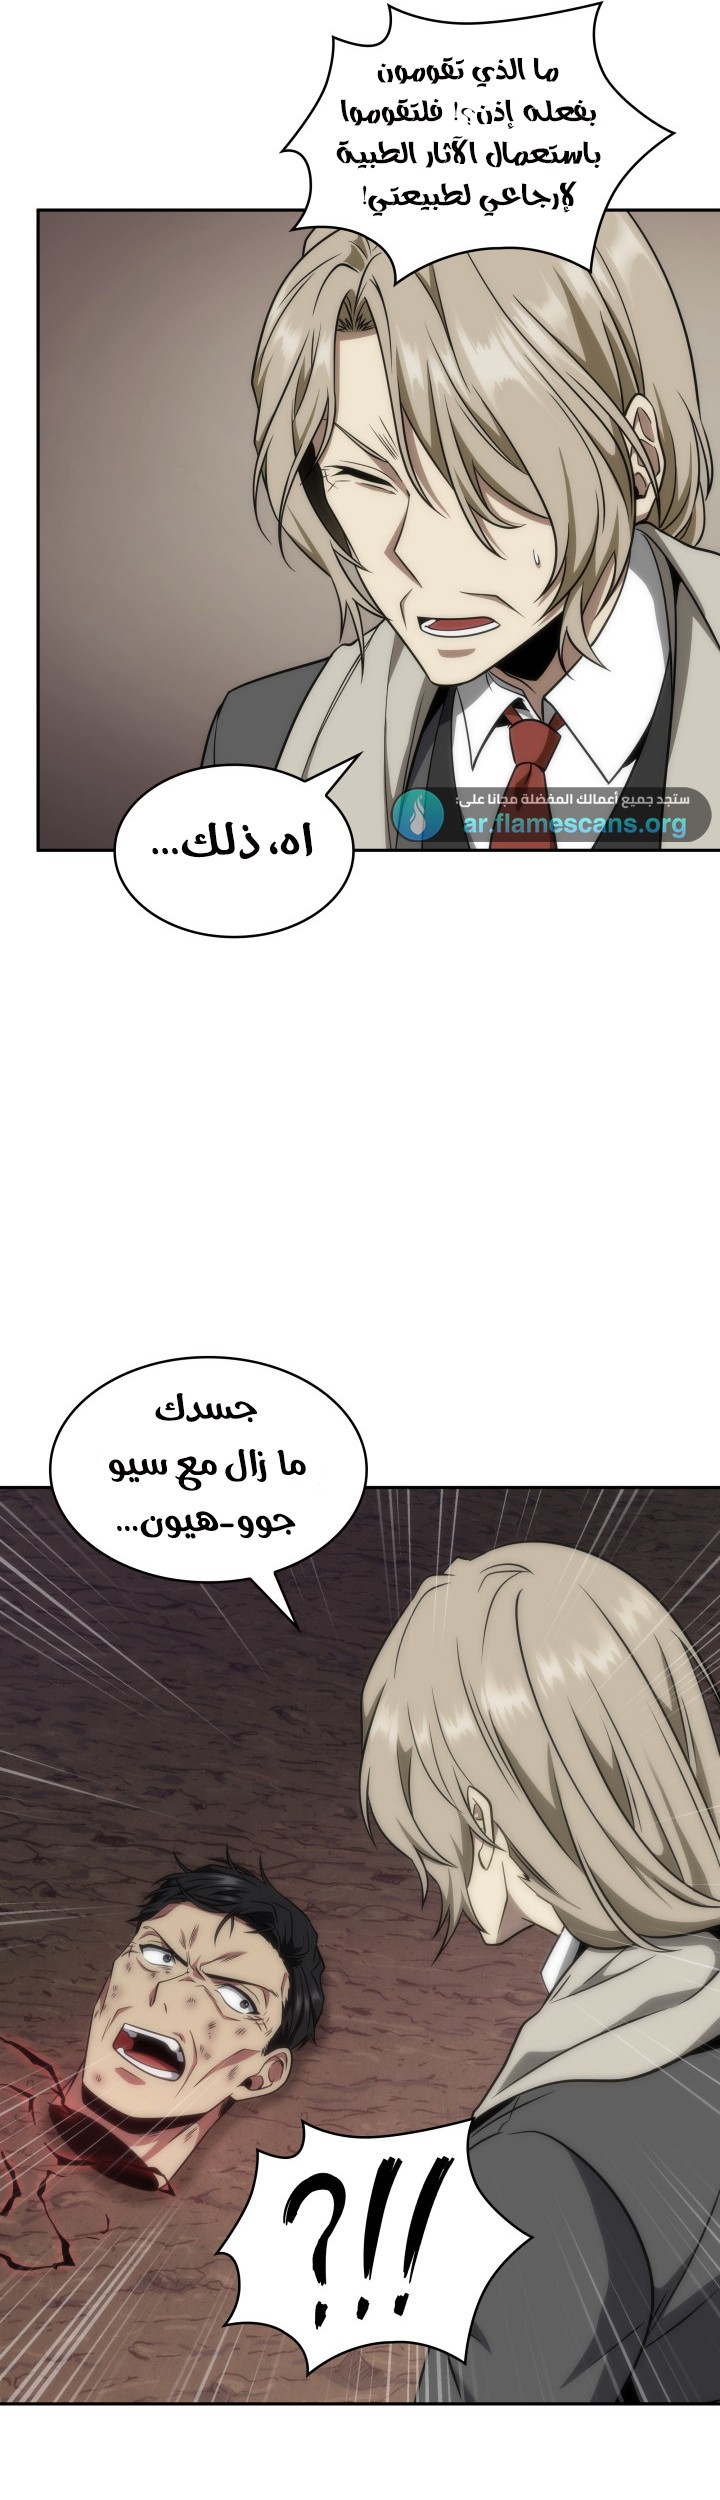 ما الذي تقومون
بفعله إذن؟! فلتقوموا
باستعمال الآثار الطبية
لإرجاعي لطبيعتي!
ستجد جميع أعمالك المفضلة مجانا على:
ar.flamescans.org
اه، ذلك...
جسدك
ما زال مع سيو
جوو-هيون...
?!!